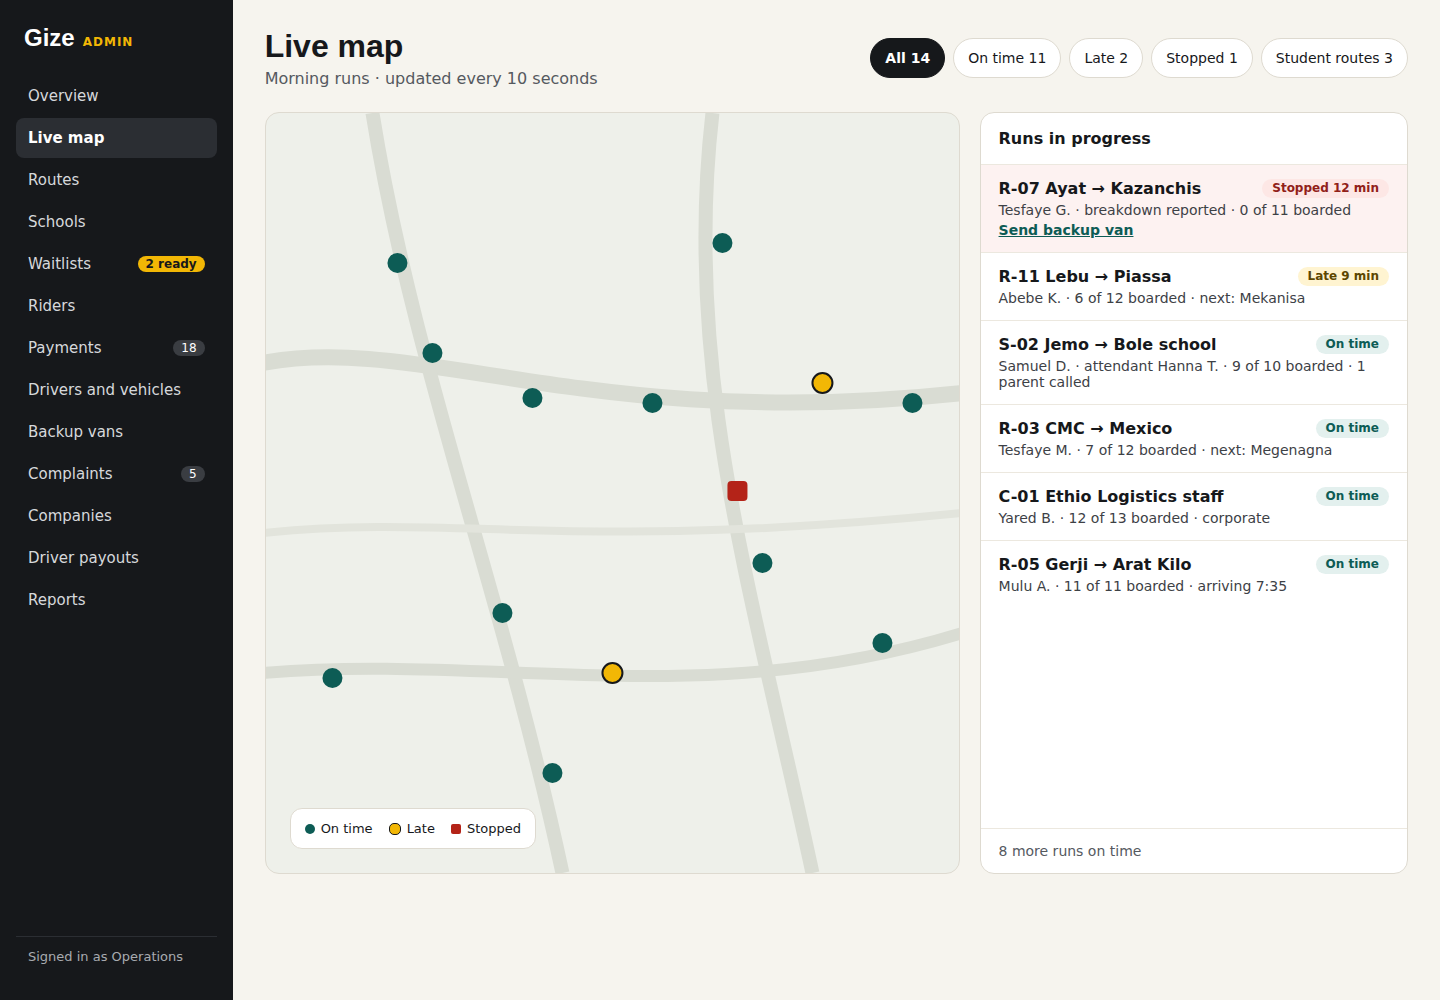 Gize ADMIN
Overview
Live map
Routes
Schools
Waitlists 2 ready
Riders
Payments 18
Drivers and vehicles
Backup vans
Complaints 5
Companies
Driver payouts
Reports
Signed in as Operations
Live map
Morning runs · updated every 10 seconds
All 14 On time 11 Late 2 Stopped 1 Student routes 3
On time Late Stopped
Runs in progress
R-07 Ayat → Kazanchis Stopped 12 min
Tesfaye G. · breakdown reported · 0 of 11 boarded
Send backup van
R-11 Lebu → Piassa Late 9 min
Abebe K. · 6 of 12 boarded · next: Mekanisa
S-02 Jemo → Bole school On time
Samuel D. · attendant Hanna T. · 9 of 10 boarded · 1
parent called
R-03 CMC → Mexico On time
Tesfaye M. · 7 of 12 boarded · next: Megenagna
C-01 Ethio Logistics staff On time
Yared B. · 12 of 13 boarded · corporate
R-05 Gerji → Arat Kilo On time
Mulu A. · 11 of 11 boarded · arriving 7:35
8 more runs on time